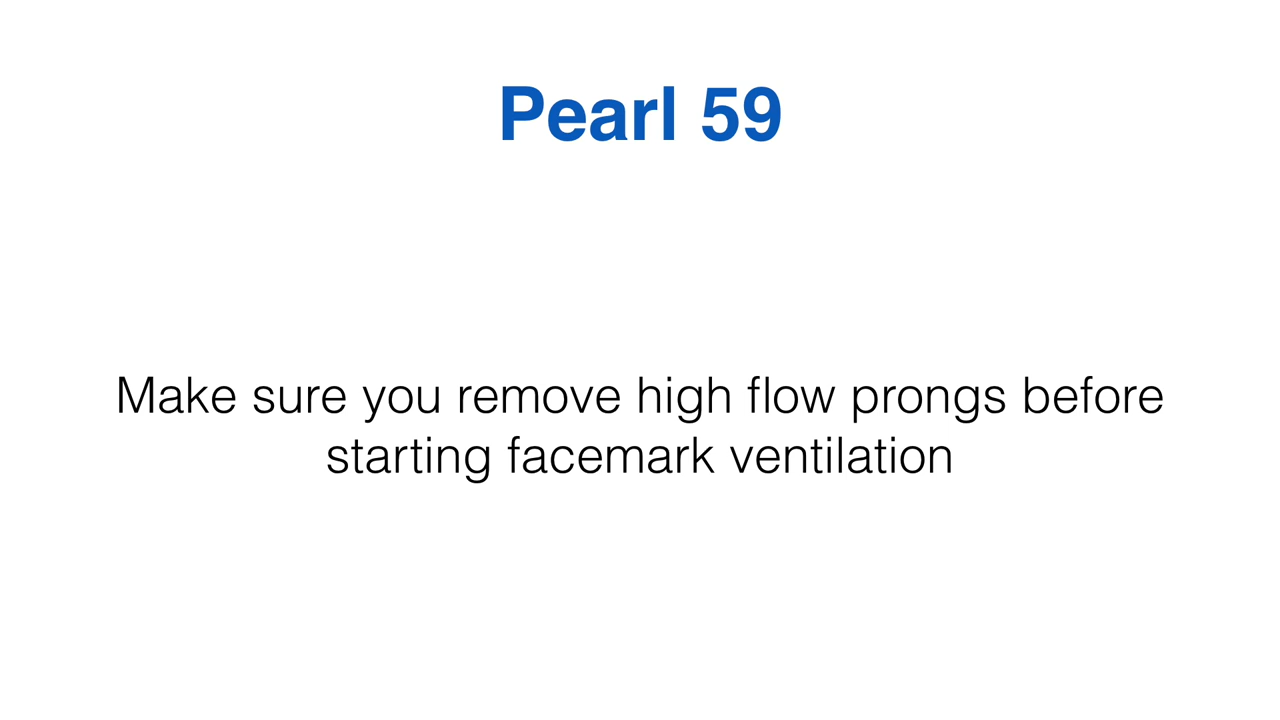 Pearl 59
Make sure you remove high flow prongs before
starting facemark ventilation